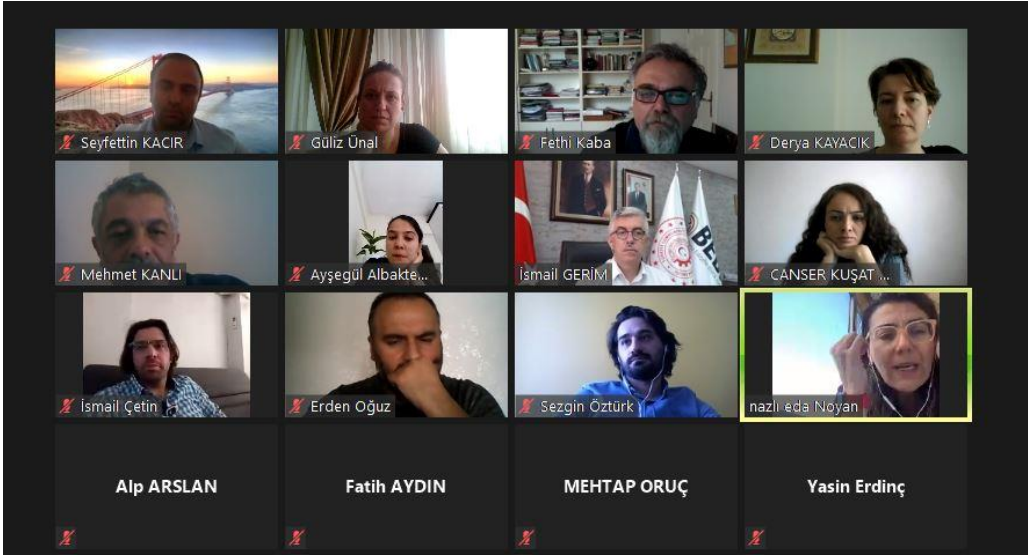 Seyfettin KACIR
Güliz Ünal
Fethi Kaba
Derya KAYACIK
Mehmet KANLI
Ayşegül Albakte...
İsmail GERİM
CANSER KUŞAT ...
İsmail Çetin
Erden Oğuz
Sezgin Öztürk
nazlı eda Noyan
Alp ARSLAN
Fatih AYDIN
MEHTAP ORUÇ
Yasin Erdinç